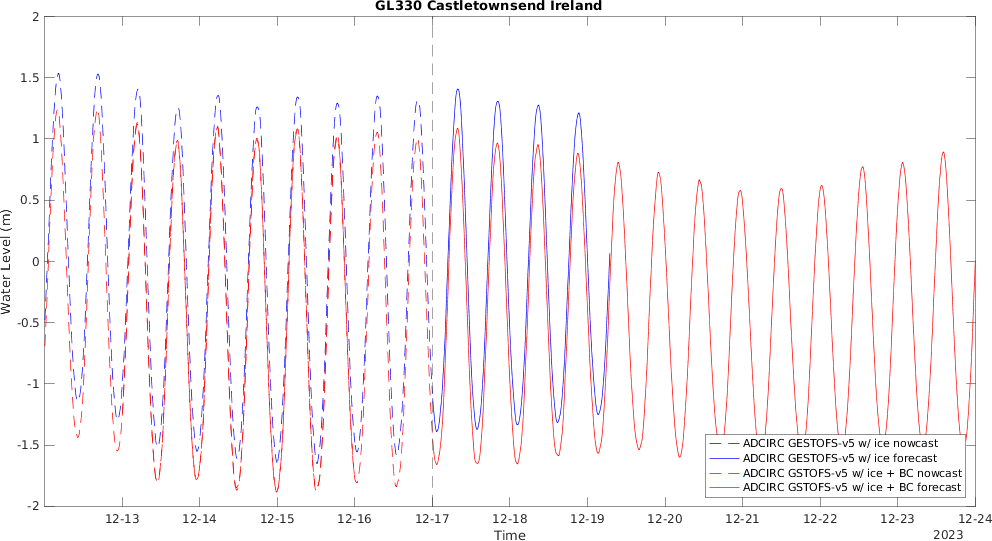 GL330 Castletownsend Ireland
2
1.5
1
0.5
0
-0.5
-1
-1.5
-2
Water Level (m)
ADCIRC GESTOFS-v5 w/ ice nowcast
ADCIRC GESTOFS-v5 w/ ice forecast
ADCIRC GSTOFS-v5 w/ ice + BC nowcast
ADCIRC GSTOFS-v5 w/ ice + BC forecast
12-13 12-14 12-15 12-16 12-17 12-18 12-19 12-20 12-21 12-22 12-23 12-24
Time
2023